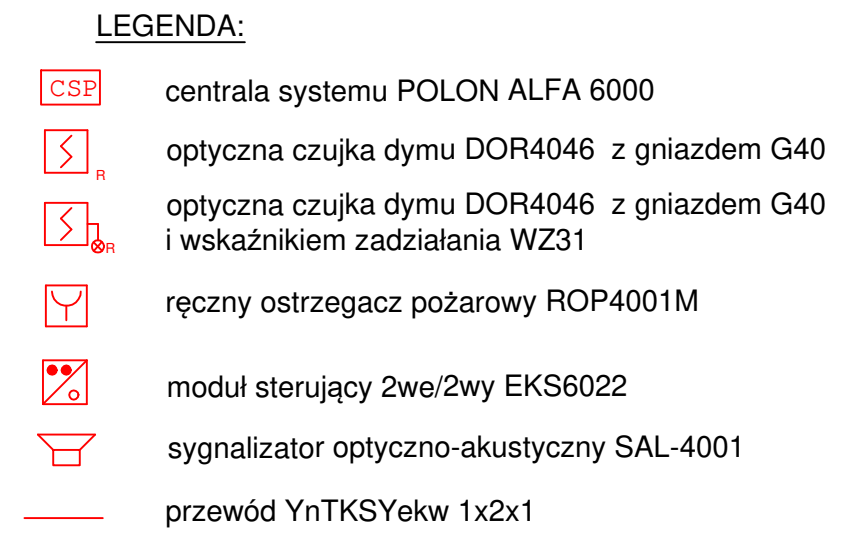 LEGENDA:
CSP centrala systemu POLON ALFA 6000
optyczna czujka dymu DOR4046 z gniazdem G40
R
optyczna czujka dymu DOR4046 z gniazdem G40
i wskaźnikiem zadziałania WZ31
R
ręczny ostrzegacz pożarowy ROP4001M
moduł sterujący 2we/2wy EKS6022
sygnalizator optyczno-akustyczny SAL-4001
przewód YnTKSYekw 1x2x1